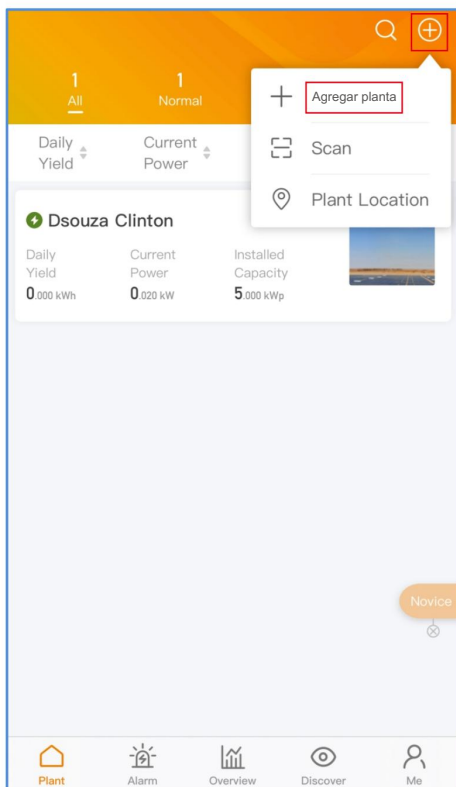 1 1
All Normal
Agregar planta
Scan
Plant Location
Daily Current
Yield Power
Dsouza Clinton
Daily Current Installed
Yield Power Capacity
0.000 kWh 0.020 kW 5.000 kWp
Novice
Plant Alarm Overview Discover Me